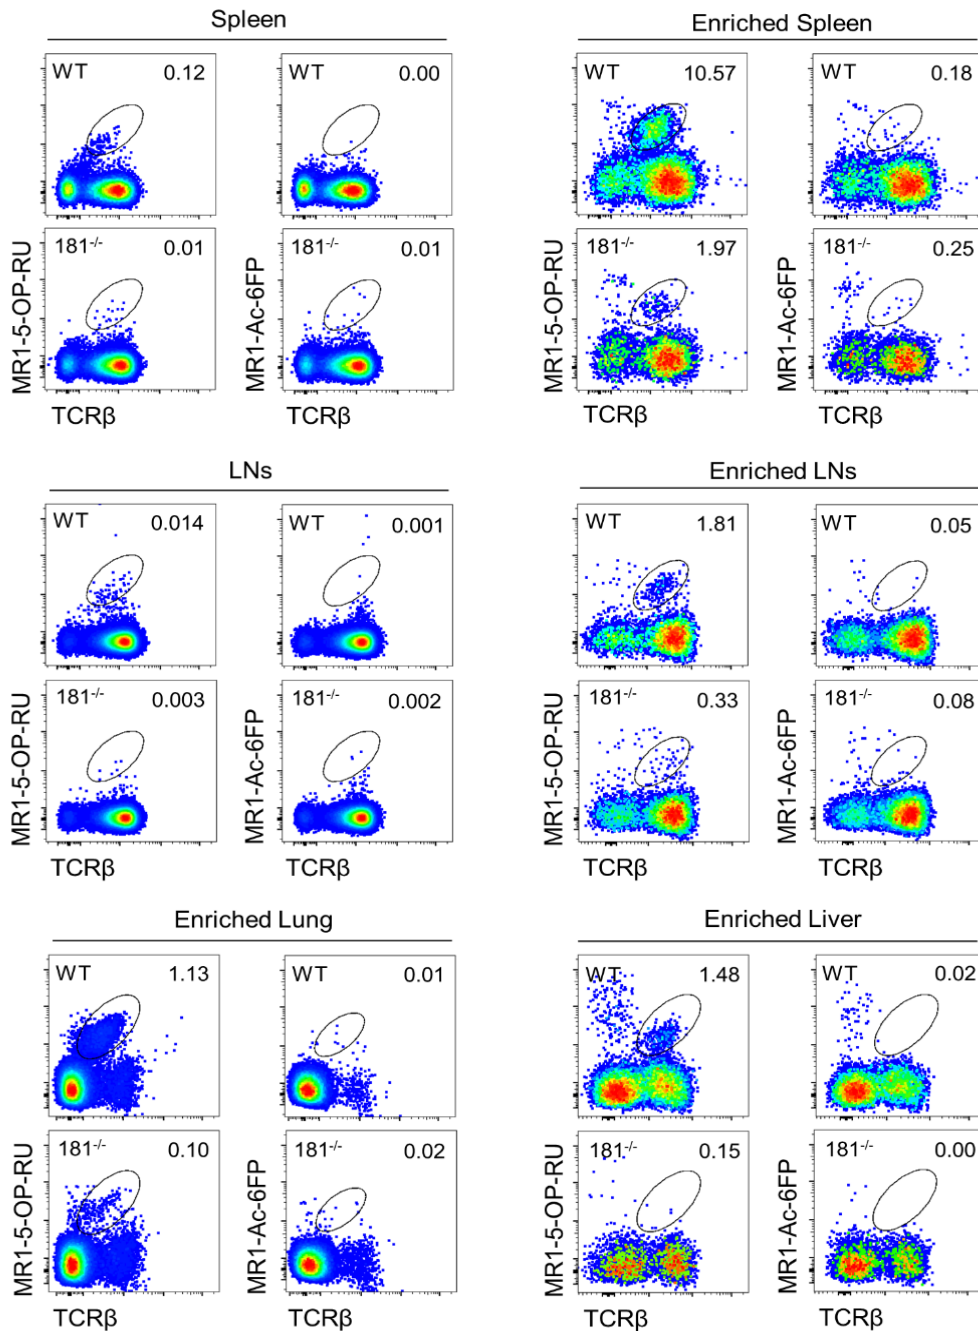 Spleen
WT 0.12
WT 0.00
181-/- 0.01
181-/- 0.01
MR1-5-OP-RU
MR1-Ac-6FP
TCRβ
TCRβ
Enriched Spleen
WT 10.57
WT 0.18
181-/- 1.97
181-/- 0.25
MR1-5-OP-RU
MR1-Ac-6FP
TCRβ
TCRβ
LNs
WT 0.014
WT 0.001
181-/- 0.003
181-/- 0.002
MR1-5-OP-RU
MR1-Ac-6FP
TCRβ
TCRβ
Enriched LNs
WT 1.81
WT 0.05
181-/- 0.33
181-/- 0.08
MR1-5-OP-RU
MR1-Ac-6FP
TCRβ
TCRβ
Enriched Lung
WT 1.13
WT 0.01
181-/- 0.10
181-/- 0.02
MR1-5-OP-RU
MR1-Ac-6FP
TCRβ
TCRβ
Enriched Liver
WT 1.48
WT 0.02
181-/- 0.15
181-/- 0.00
MR1-5-OP-RU
MR1-Ac-6FP
TCRβ
TCRβ